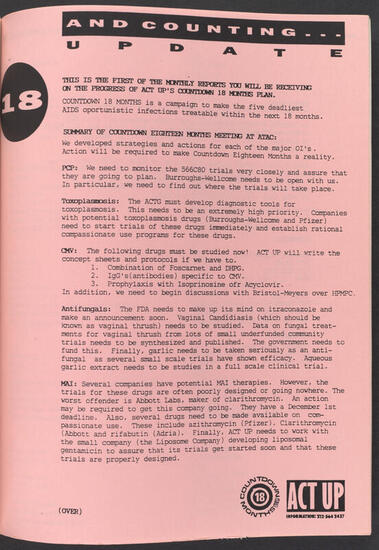 AND COUNTING...
UPDATE
18
THIS IS THE FIRST OF THE MONTHLY REPORTS YOU WILL BE RECEIVING
ON THE PROGRESS OF ACT UP'S COUNTDOWN 18 MONTHS PLAN.
COUNTDOWN 18 MONTHS is a campaign to make the five deadliest
AIDS oportunistic infections treatable within the next 18 months.
SUMMARY OF COUNTDOWN EIGHTEEN MONTHS MEETING AT ATAC:
We developed strategies and actions for each of the major OI's.
Action will be required to make Countdown Eighteen Months a reality.
PCP: We need to monitor the 566C80 trials very closely and assure that
they are going to plan. Burroughs-Wellcome needs to be open with us.
In particular, we need to find out where the trials will take place.
Toxoplasmosis: The ACTG must develop diagnostic tools for
toxoplasmosis. This needs to be an extremely high priority. Companies
with potential toxoplasmosis drugs (Burroughs-Wellcome and Pfizer)
need to start trials of these drugs immediately and establish rational
compassionate use programs for these drugs.
CMV: The following drugs must be studied now! ACT UP will write the
concept sheets and protocols if we have to.
1. Combination of Foscarnet and DHPG.
2. IgG's(antibodies) specific to CMV.
3. Prophylaxis with Isoprinosine or Acyclovir.
In addition, we need to begin discussions with Bristol-Meyers over HPMPC.
Antifungals: The FDA needs to make up its mind on itraconazole and
make an announcement soon. Vaginal Candidiasis (which should be
known as vaginal thrush) needs to be studied. Data on fungal treat-
ments for vaginal thrush from lots of small underfunded community
trials needs to be synthesized and published. The government needs to
fund this. Finally, garlic needs to be taken seriously as an anti-
fungal as several small scale trials have shown efficacy. Aqueous
garlic extract needs to be studies in a full scale clinical trial.
MAI: Several companies have potential MAI therapies. However, the
trials for these drugs are often poorly designed or going nowhere. The
worst offender is Abbott Labs, maker of clarithromycin. An action
may be required to get this company going. They have a December 1st
deadline. Also, several drugs need to be made available on com-
passionate use. These include azithromycin (Pfizer), Clarithromycin
(Abbott and rifabutin (Adria). Finally, ACT UP needs to work with
the small company (the Liposome Company) developing liposomal
gentamicin to assure that its trials get started soon and that these
trials are properly designed.
(OVER)
COUNTDOWN
18
MONTHS
ACT UP
INFORMATION: 212-564-2437